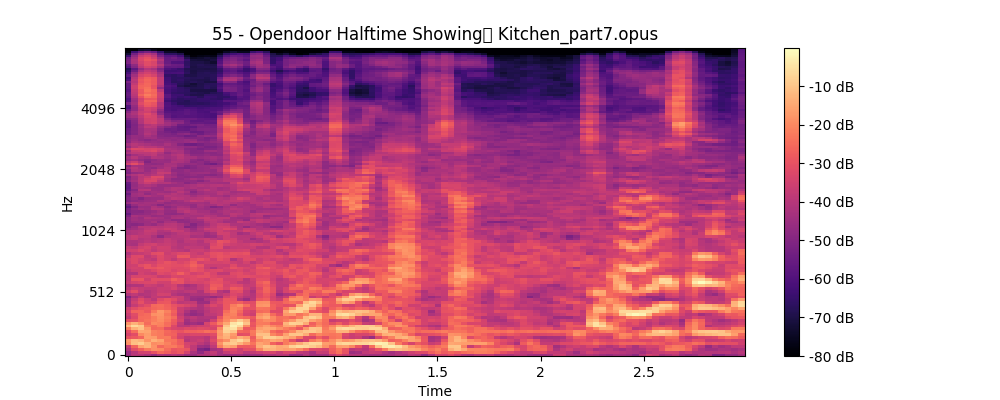 55 - Opendoor Halftime Showing Kitchen_part7.opus
-10 dB
4096
-20 dB
2048
-30 dB
-40 dB
Hz
1024
-50 dB
-60 dB
512
-70 dB
0
-80 dB
0 0.5 1 1.5 2 2.5
Time